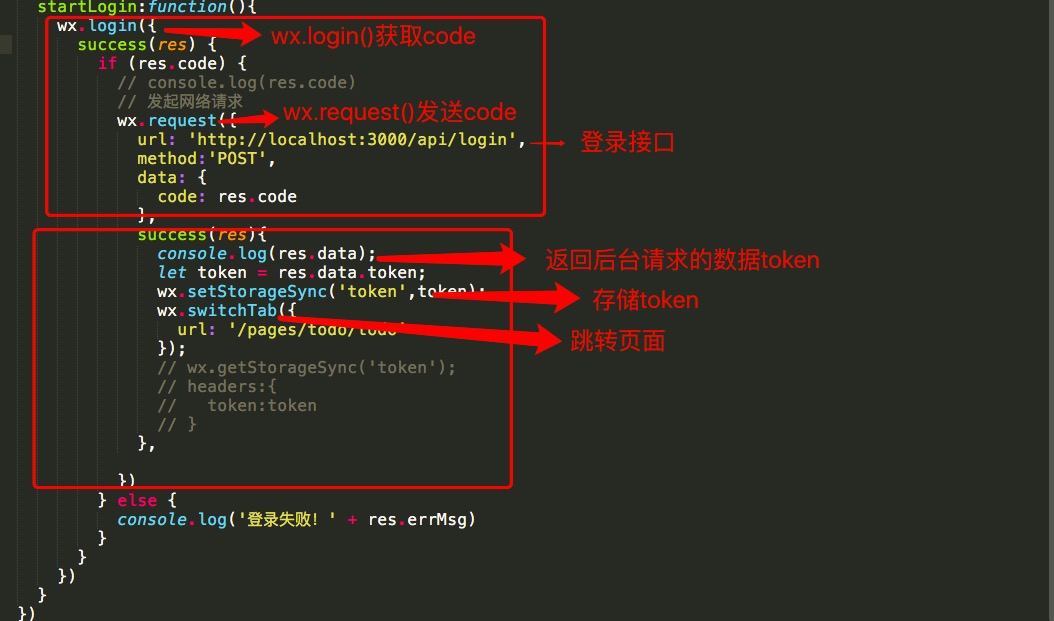 startLogin:function(){
wx.login({
wx.login()获取code
success(res) {
if (res.code) {
// console.log(res.code)
// 发起网络请求
wx.request({
wx.request()发送code
url: 'http://localhost:3000/api/login',
登录接口
method:'POST',
data: {
code: res.code
},
success(res){
console.log(res.data);
返回后台请求的数据token
let token = res.data.token;
wx.setStorageSync('token',token);
存储token
wx.switchTab({
url: '/pages/todo/todo'
跳转页面
});
// wx.getStorageSync('token');
// headers:{
// token:token
// }
},
})
} else {
console.log('登录失败！' + res.errMsg)
}
}
})
}
})